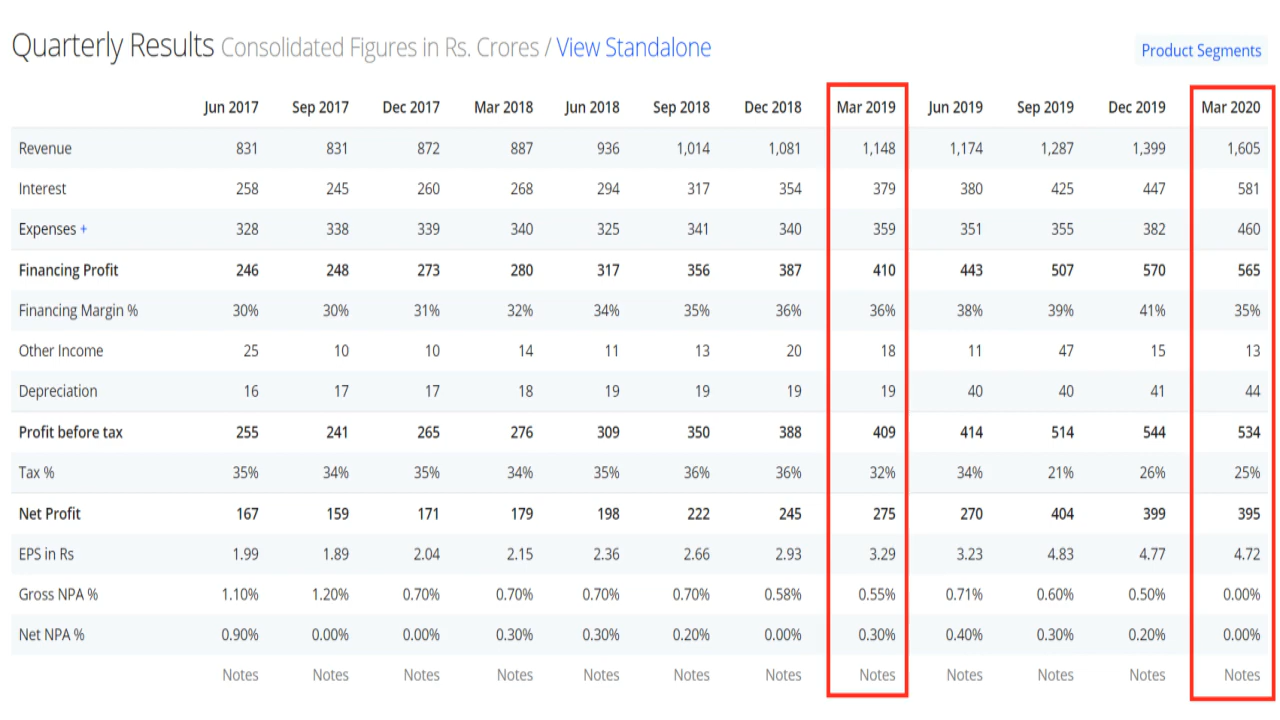 Quarterly Results Consolidated Figures in Rs. Crores / View Standalone Product Segments
Jun 2017 Sep 2017 Dec 2017 Mar 2018 Jun 2018 Sep 2018 Dec 2018 Mar 2019 Jun 2019 Sep 2019 Dec 2019 Mar 2020
Revenue 831 831 872 887 936 1,014 1,081 1,148 1,174 1,287 1,399 1,605
Interest 258 245 260 268 294 317 354 379 380 425 447 581
Expenses + 328 338 339 340 325 341 340 359 351 355 382 460
Financing Profit 246 248 273 280 317 356 387 410 443 507 570 565
Financing Margin % 30% 30% 31% 32% 34% 35% 36% 36% 38% 39% 41% 35%
Other Income 25 10 10 14 11 13 20 18 11 47 15 13
Depreciation 16 17 17 18 19 19 19 19 40 40 41 44
Profit before tax 255 241 265 276 309 350 388 409 414 514 544 534
Tax % 35% 34% 35% 34% 35% 36% 36% 32% 34% 21% 26% 25%
Net Profit 167 159 171 179 198 222 245 275 270 404 399 395
EPS in Rs 1.99 1.89 2.04 2.15 2.36 2.66 2.93 3.29 3.23 4.83 4.77 4.72
Gross NPA % 1.10% 1.20% 0.70% 0.70% 0.70% 0.70% 0.58% 0.55% 0.71% 0.60% 0.50% 0.00%
Net NPA % 0.90% 0.00% 0.00% 0.30% 0.30% 0.20% 0.00% 0.30% 0.40% 0.30% 0.20% 0.00%
Notes Notes Notes Notes Notes Notes Notes Notes Notes Notes Notes Notes